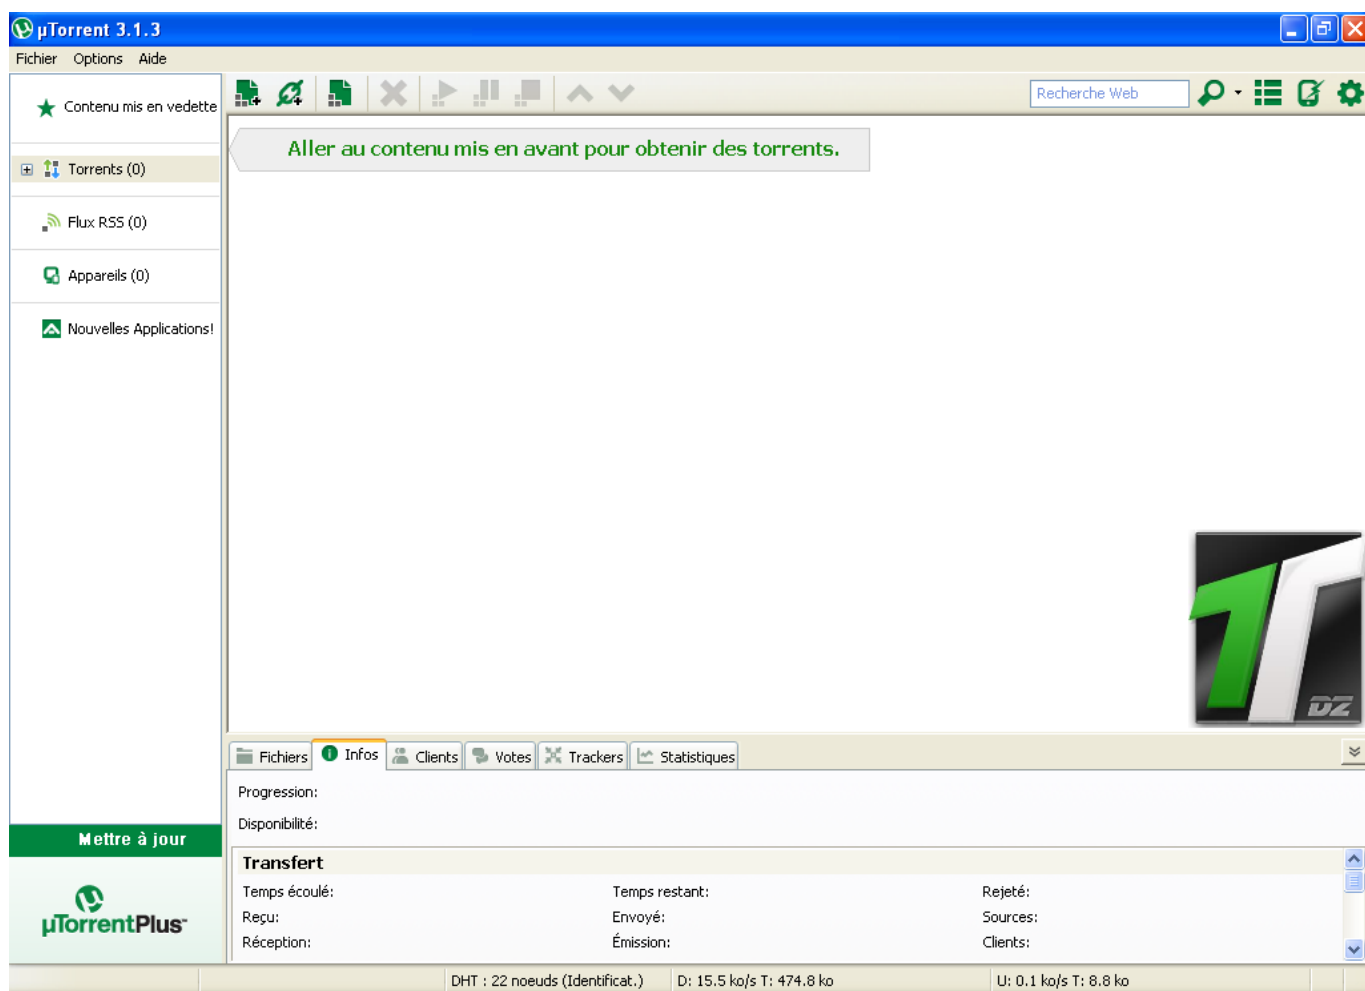 µTorrent 3.1.3
Fichier Options Aide
Contenu mis en vedette
Recherche Web
Aller au contenu mis en avant pour obtenir des torrents.
Torrents (0)
Flux RSS (0)
Appareils (0)
Nouvelles Applications!
DZ
Fichiers Infos Clients Votes Trackers Statistiques
Progression:
Disponibilité:
Mettre à jour
Transfert
Temps écoulé: Temps restant: Rejeté:
Reçu: Envoyé: Sources:
Réception: Émission: Clients:
µTorrentPlus
DHT : 22 noeuds (Identificat.) D: 15.5 ko/s T: 474.8 ko U: 0.1 ko/s T: 8.8 ko